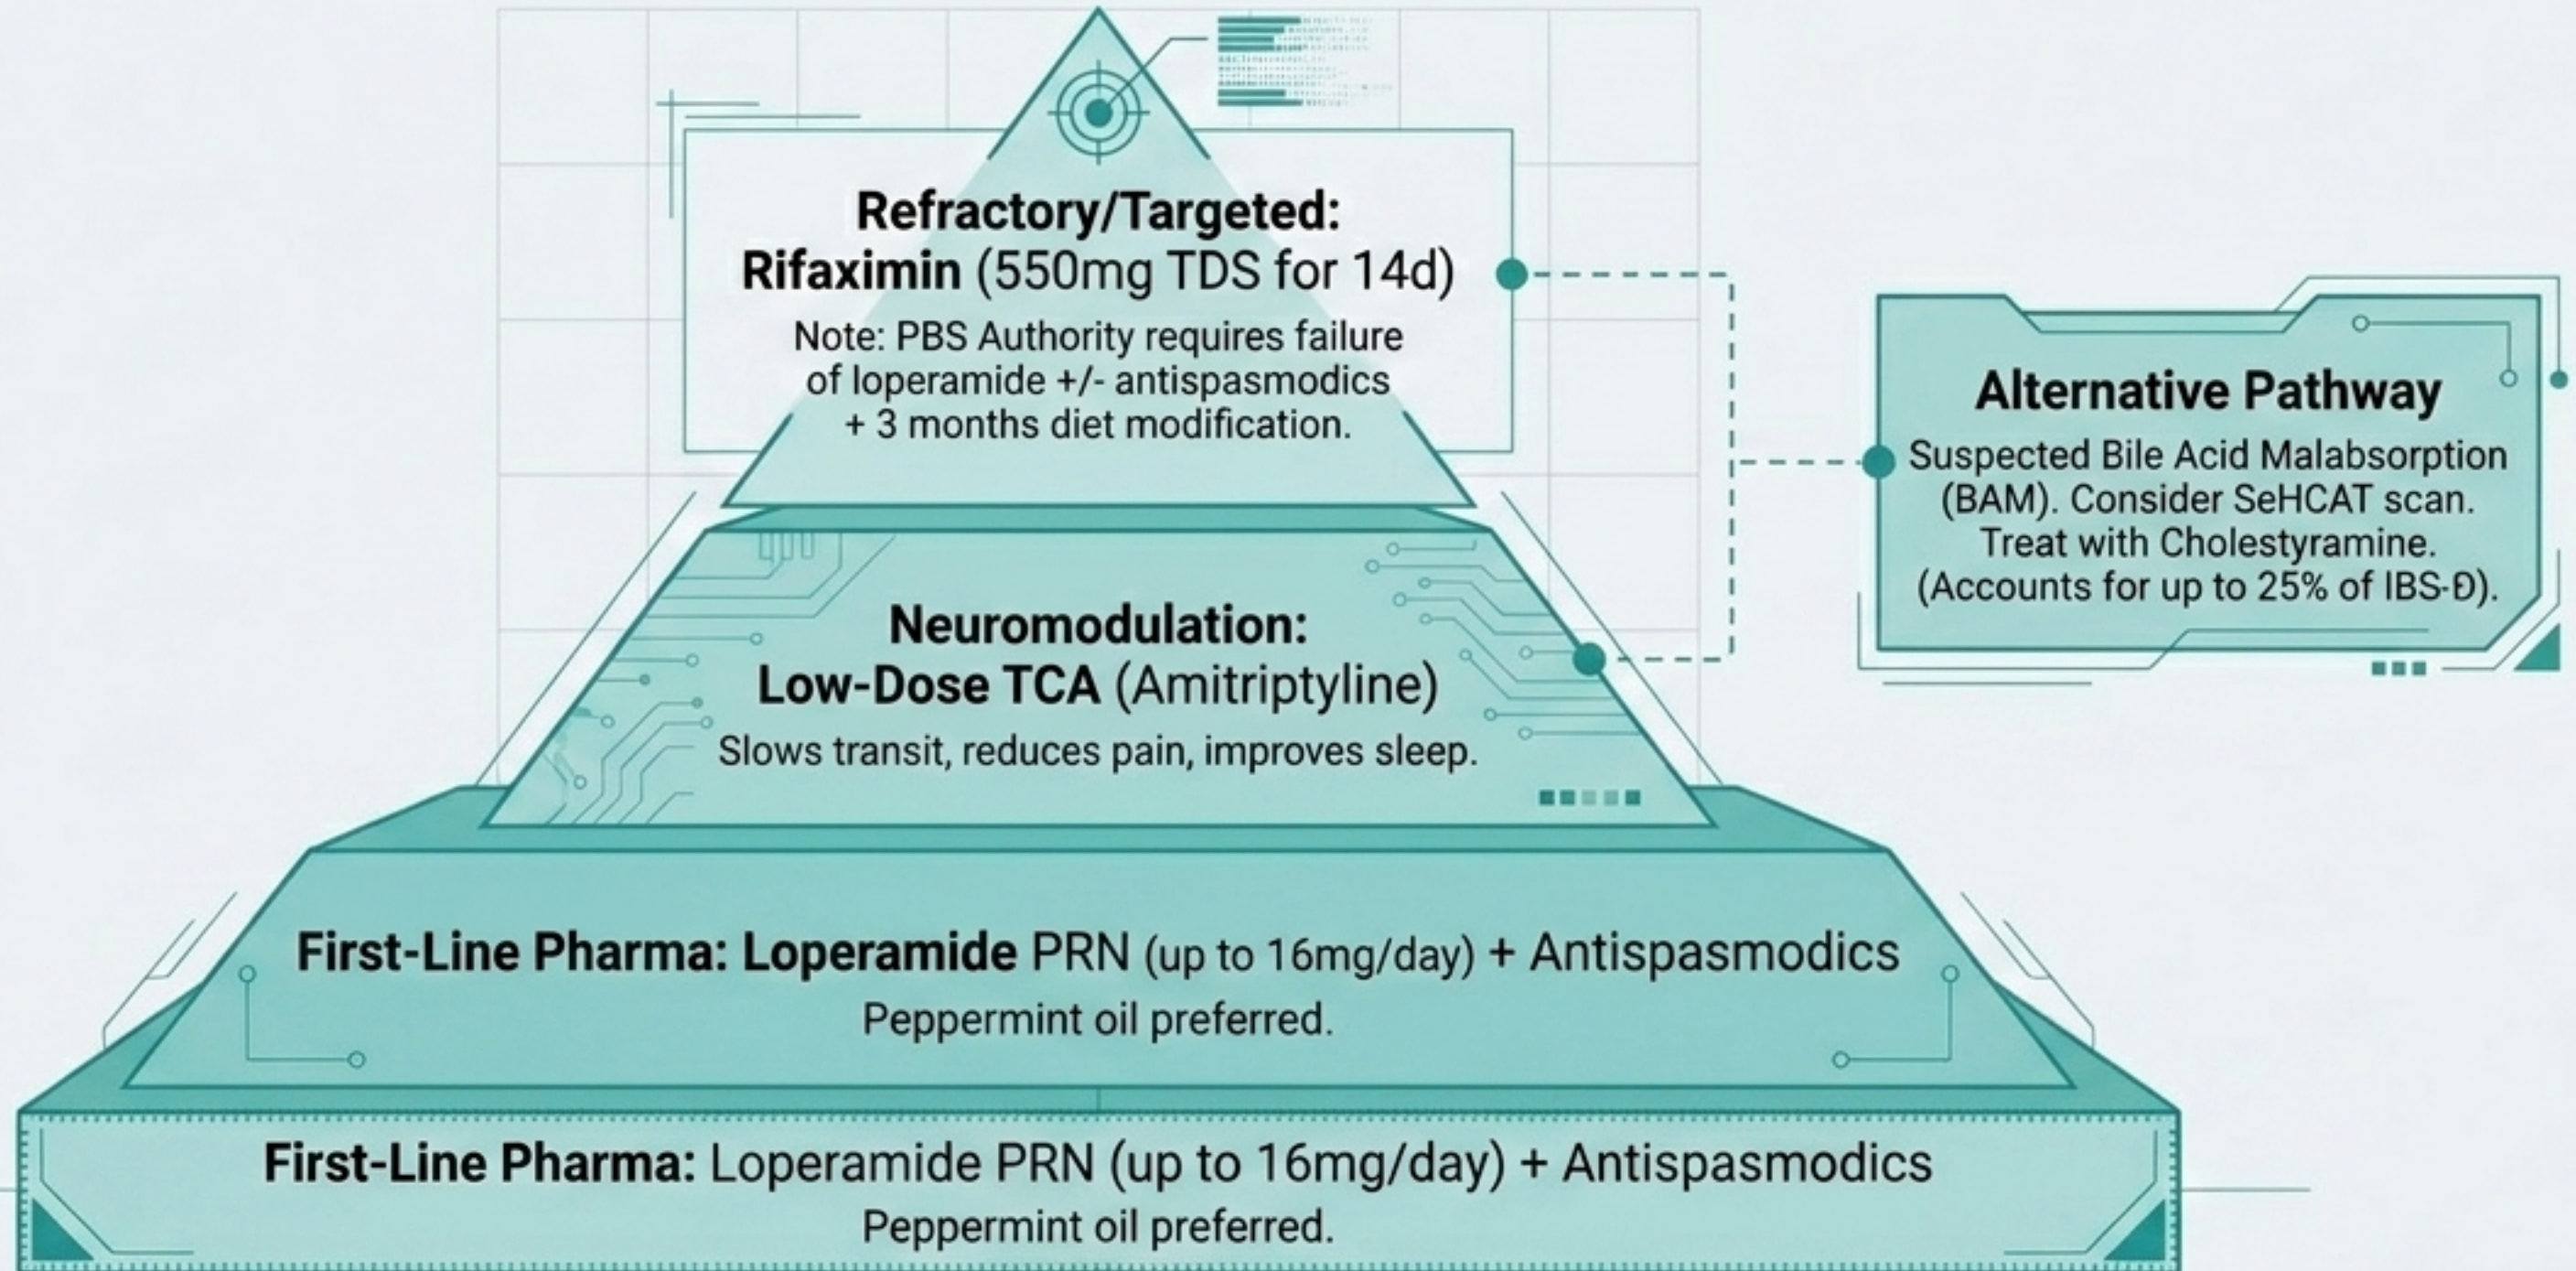 Refractory/Targeted:
Rifaximin (550mg TDS for 14d)
Note: PBS Authority requires failure
of loperamide +/- antispasmodics
+ 3 months diet modification.
Alternative Pathway
Suspected Bile Acid Malabsorption
(BAM). Consider SeHCAT scan.
Treat with Cholestyramine.
(Accounts for up to 25% of IBS-Đ).
Neuromodulation:
Low-Dose TCA (Amitriptyline)
Slows transit, reduces pain, improves sleep.
First-Line Pharma: Loperamide PRN (up to 16mg/day) + Antispasmodics
Peppermint oil preferred.
First-Line Pharma: Loperamide PRN (up to 16mg/day) + Antispasmodics
Peppermint oil preferred.